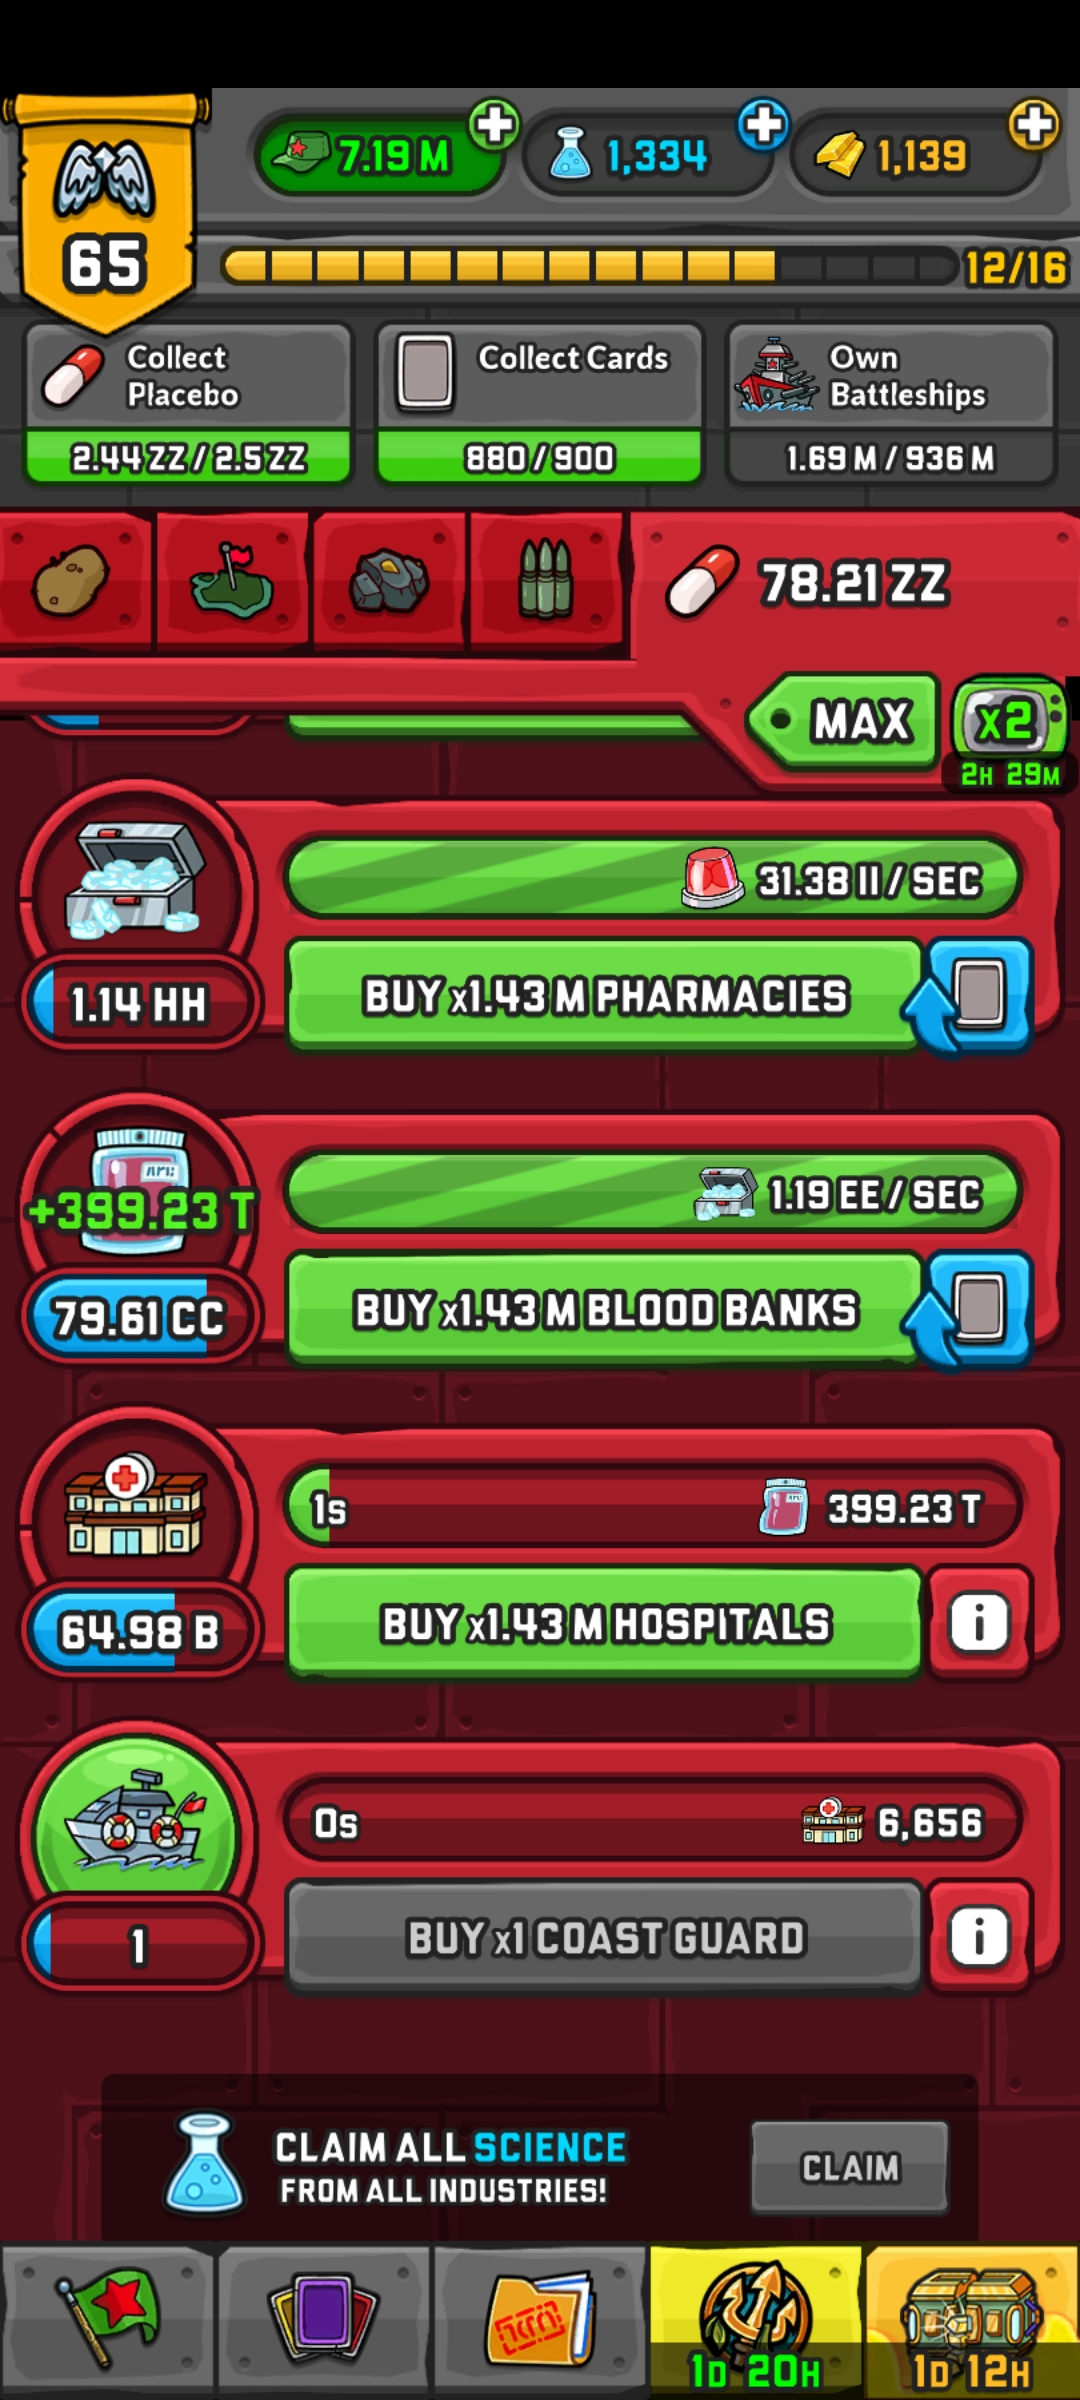 7.19 M
1,334
1,139
65
12/16
Collect
Placebo
2.44 ZZ / 2.5 ZZ
Collect Cards
880 / 900
Own
Battleships
1.69 M / 936 M
78.21 ZZ
MAX
x2
2H 29M
31.38 II / SEC
1.14 HH
BUY x1.43 M PHARMACIES
+399.23 T
1.19 EE / SEC
79.61 CC
BUY x1.43 M BLOOD BANKS
1s
399.23 T
64.98 B
BUY x1.43 M HOSPITALS
i
0s
6,656
1
BUY x1 COAST GUARD
i
CLAIM ALL SCIENCE
FROM ALL INDUSTRIES!
CLAIM
1D 20H
1D 12H